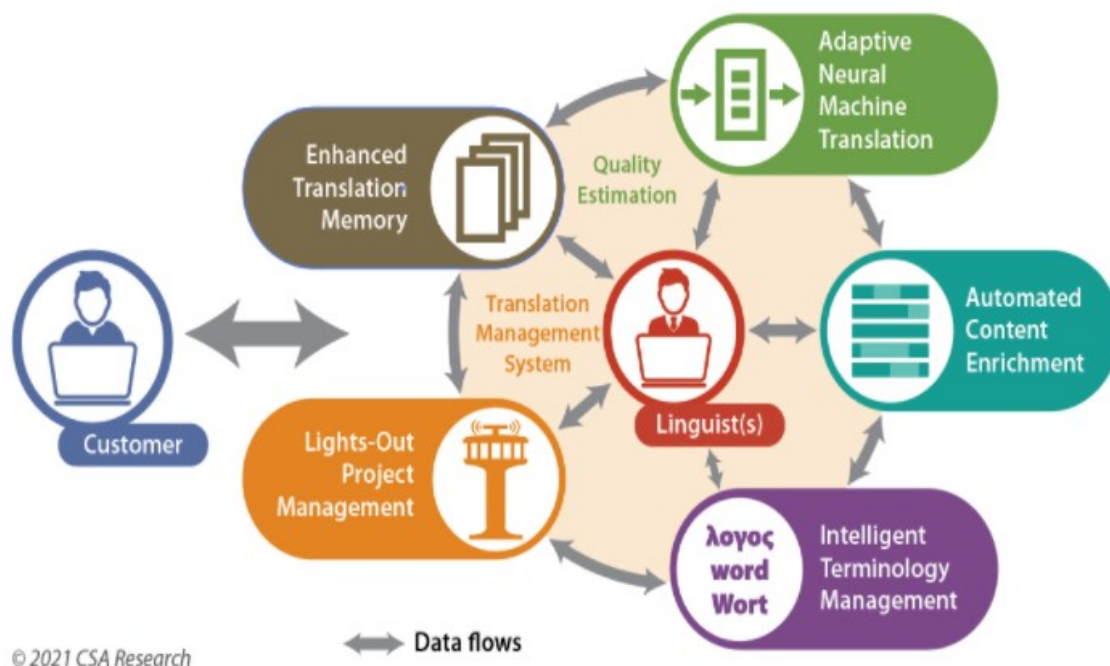 Adaptive
Neural
Machine
Translation
Enhanced
Translation
Memory
Quality
Estimation
Translation
Management
System
Automated
Content
Enrichment
Customer
Linguist(s)
Lights-Out
Project
Management
λογος
word
Wort
Intelligent
Terminology
Management
Data flows
© 2021 CSA Research